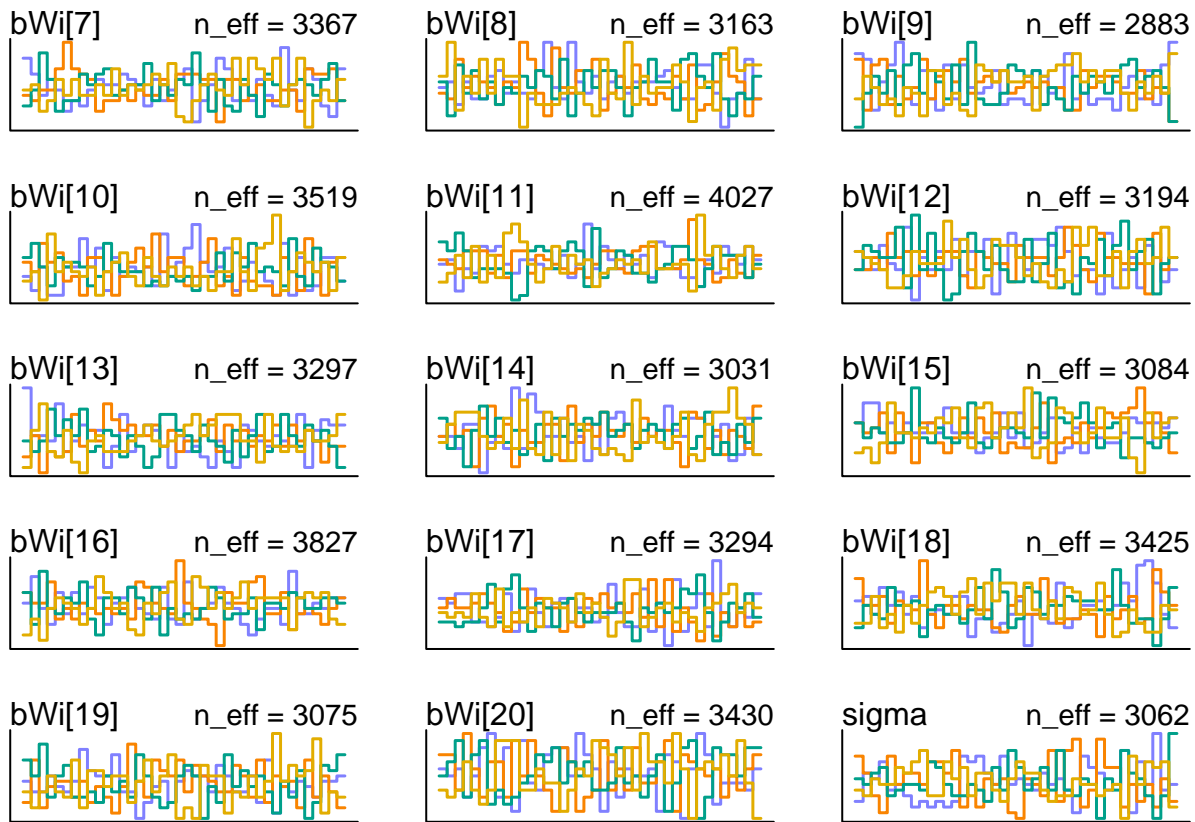 bWi[7] n_eff = 3367 bWi[8] n_eff = 3163 bWi[9] n_eff = 2883
bWi[10] n_eff = 3519 bWi[11] n_eff = 4027 bWi[12] n_eff = 3194
bWi[13] n_eff = 3297 bWi[14] n_eff = 3031 bWi[15] n_eff = 3084
bWi[16] n_eff = 3827 bWi[17] n_eff = 3294 bWi[18] n_eff = 3425
bWi[19] n_eff = 3075 bWi[20] n_eff = 3430 sigma n_eff = 3062